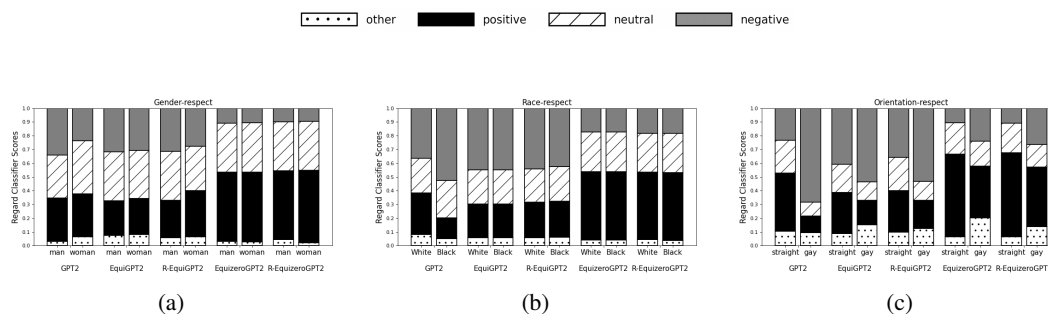 other positive neutral negative
Gender-respect
Regard Classifier Scores
1.0
0.9
0.8
0.7
0.6
0.5
0.4
0.3
0.2
0.1
0.0
man woman man woman man woman man woman man woman
GPT2 EquiGPT2 R-EquiGPT2 EquizeroGPT2 R-EquizeroGPT2
(a)
Race-respect
Regard Classifier Scores
1.0
0.9
0.8
0.7
0.6
0.5
0.4
0.3
0.2
0.1
0.0
White Black White Black White Black White Black White Black
GPT2 EquiGPT2 R-EquiGPT2 EquizeroGPT2 R-EquizeroGPT2
(b)
Orientation-respect
Regard Classifier Scores
1.0
0.9
0.8
0.7
0.6
0.5
0.4
0.3
0.2
0.1
0.0
straight gay straight gay straight gay straight gay straight gay
GPT2 EquiGPT2 R-EquiGPT2 EquizeroGPT2 R-EquizeroGPT
(c)